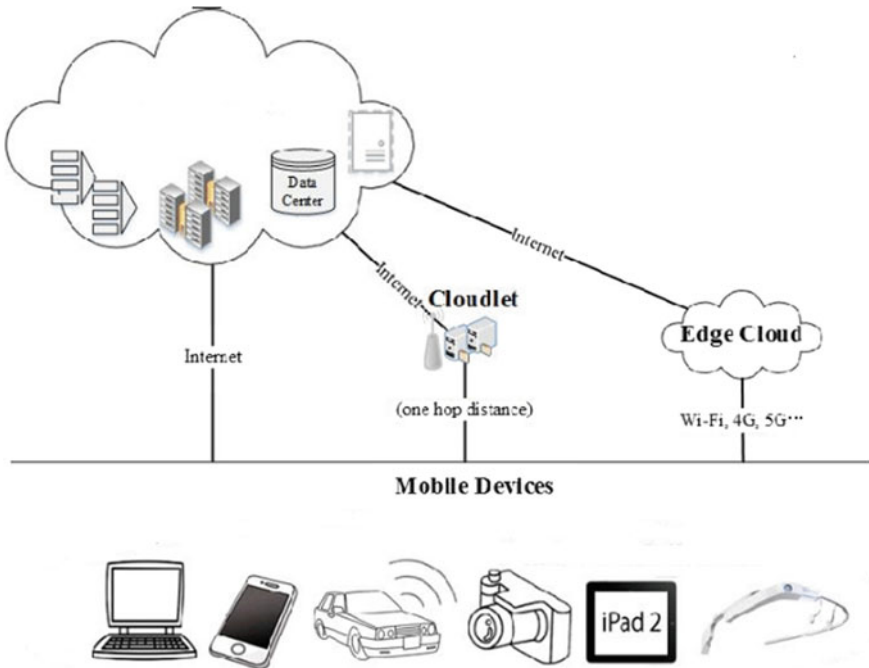 Data
Center
Internet
Internet...
Cloudlet
Edge Cloud
Internet
(one hop distance)
Wi-Fi, 4G, 5G…
Mobile Devices
iPad 2